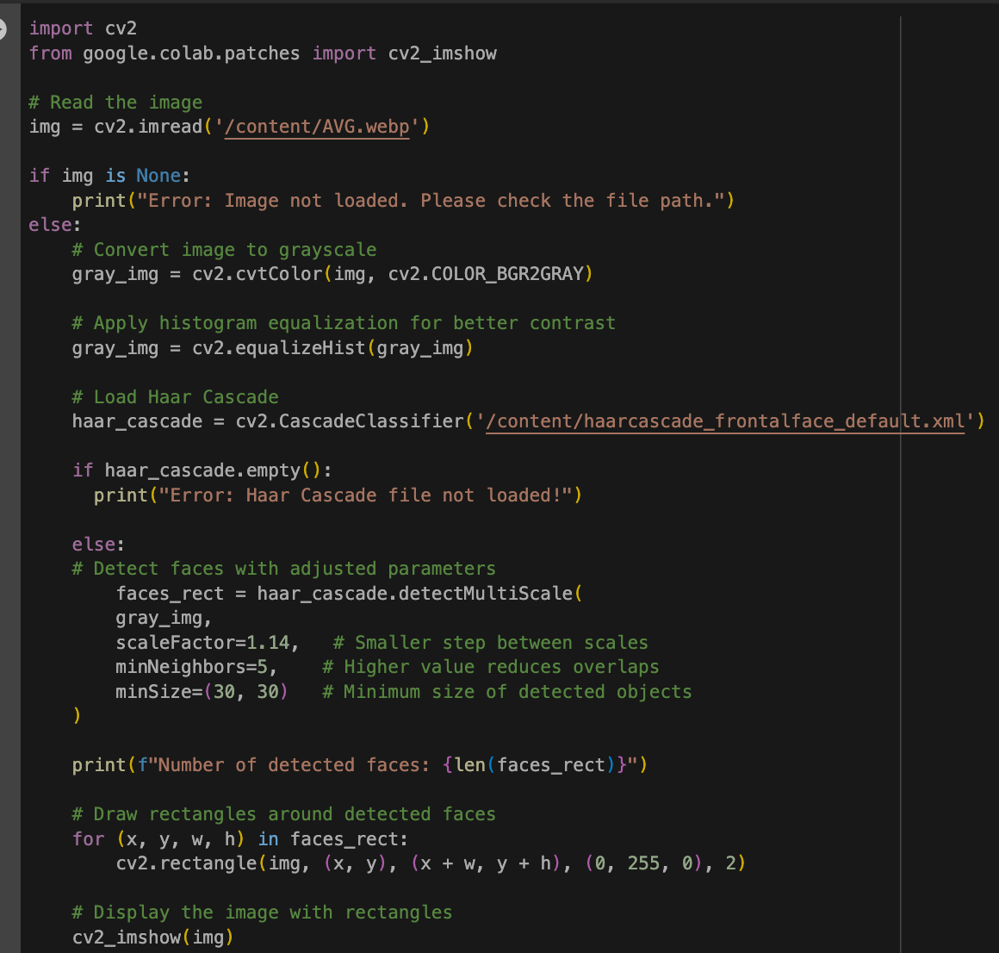 import cv2
from google.colab.patches import cv2_imshow

# Read the image
img = cv2.imread('/content/AVG.webp')

if img is None:
    print("Error: Image not loaded. Please check the file path.")
else:
    # Convert image to grayscale
    gray_img = cv2.cvtColor(img, cv2.COLOR_BGR2GRAY)

    # Apply histogram equalization for better contrast
    gray_img = cv2.equalizeHist(gray_img)

    # Load Haar Cascade
    haar_cascade = cv2.CascadeClassifier('/content/haarcascade_frontalface_default.xml')

    if haar_cascade.empty():
      print("Error: Haar Cascade file not loaded!")

    else:
    # Detect faces with adjusted parameters
        faces_rect = haar_cascade.detectMultiScale(
        gray_img,
        scaleFactor=1.14,   # Smaller step between scales
        minNeighbors=5,    # Higher value reduces overlaps
        minSize=(30, 30)   # Minimum size of detected objects
    )

    print(f"Number of detected faces: {len(faces_rect)}")

    # Draw rectangles around detected faces
    for (x, y, w, h) in faces_rect:
        cv2.rectangle(img, (x, y), (x + w, y + h), (0, 255, 0), 2)

    # Display the image with rectangles
    cv2_imshow(img)